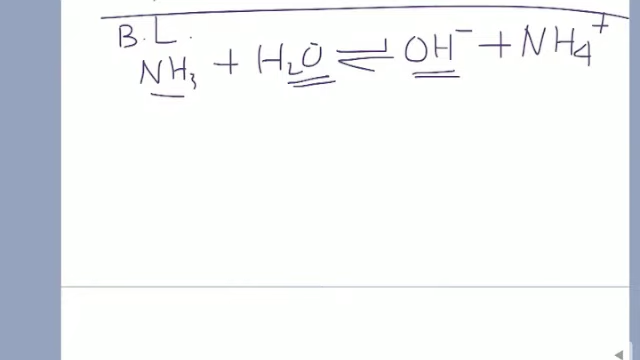 B.L.
NH₃ + H₂O ⇌ OH⁻ + NH₄⁺